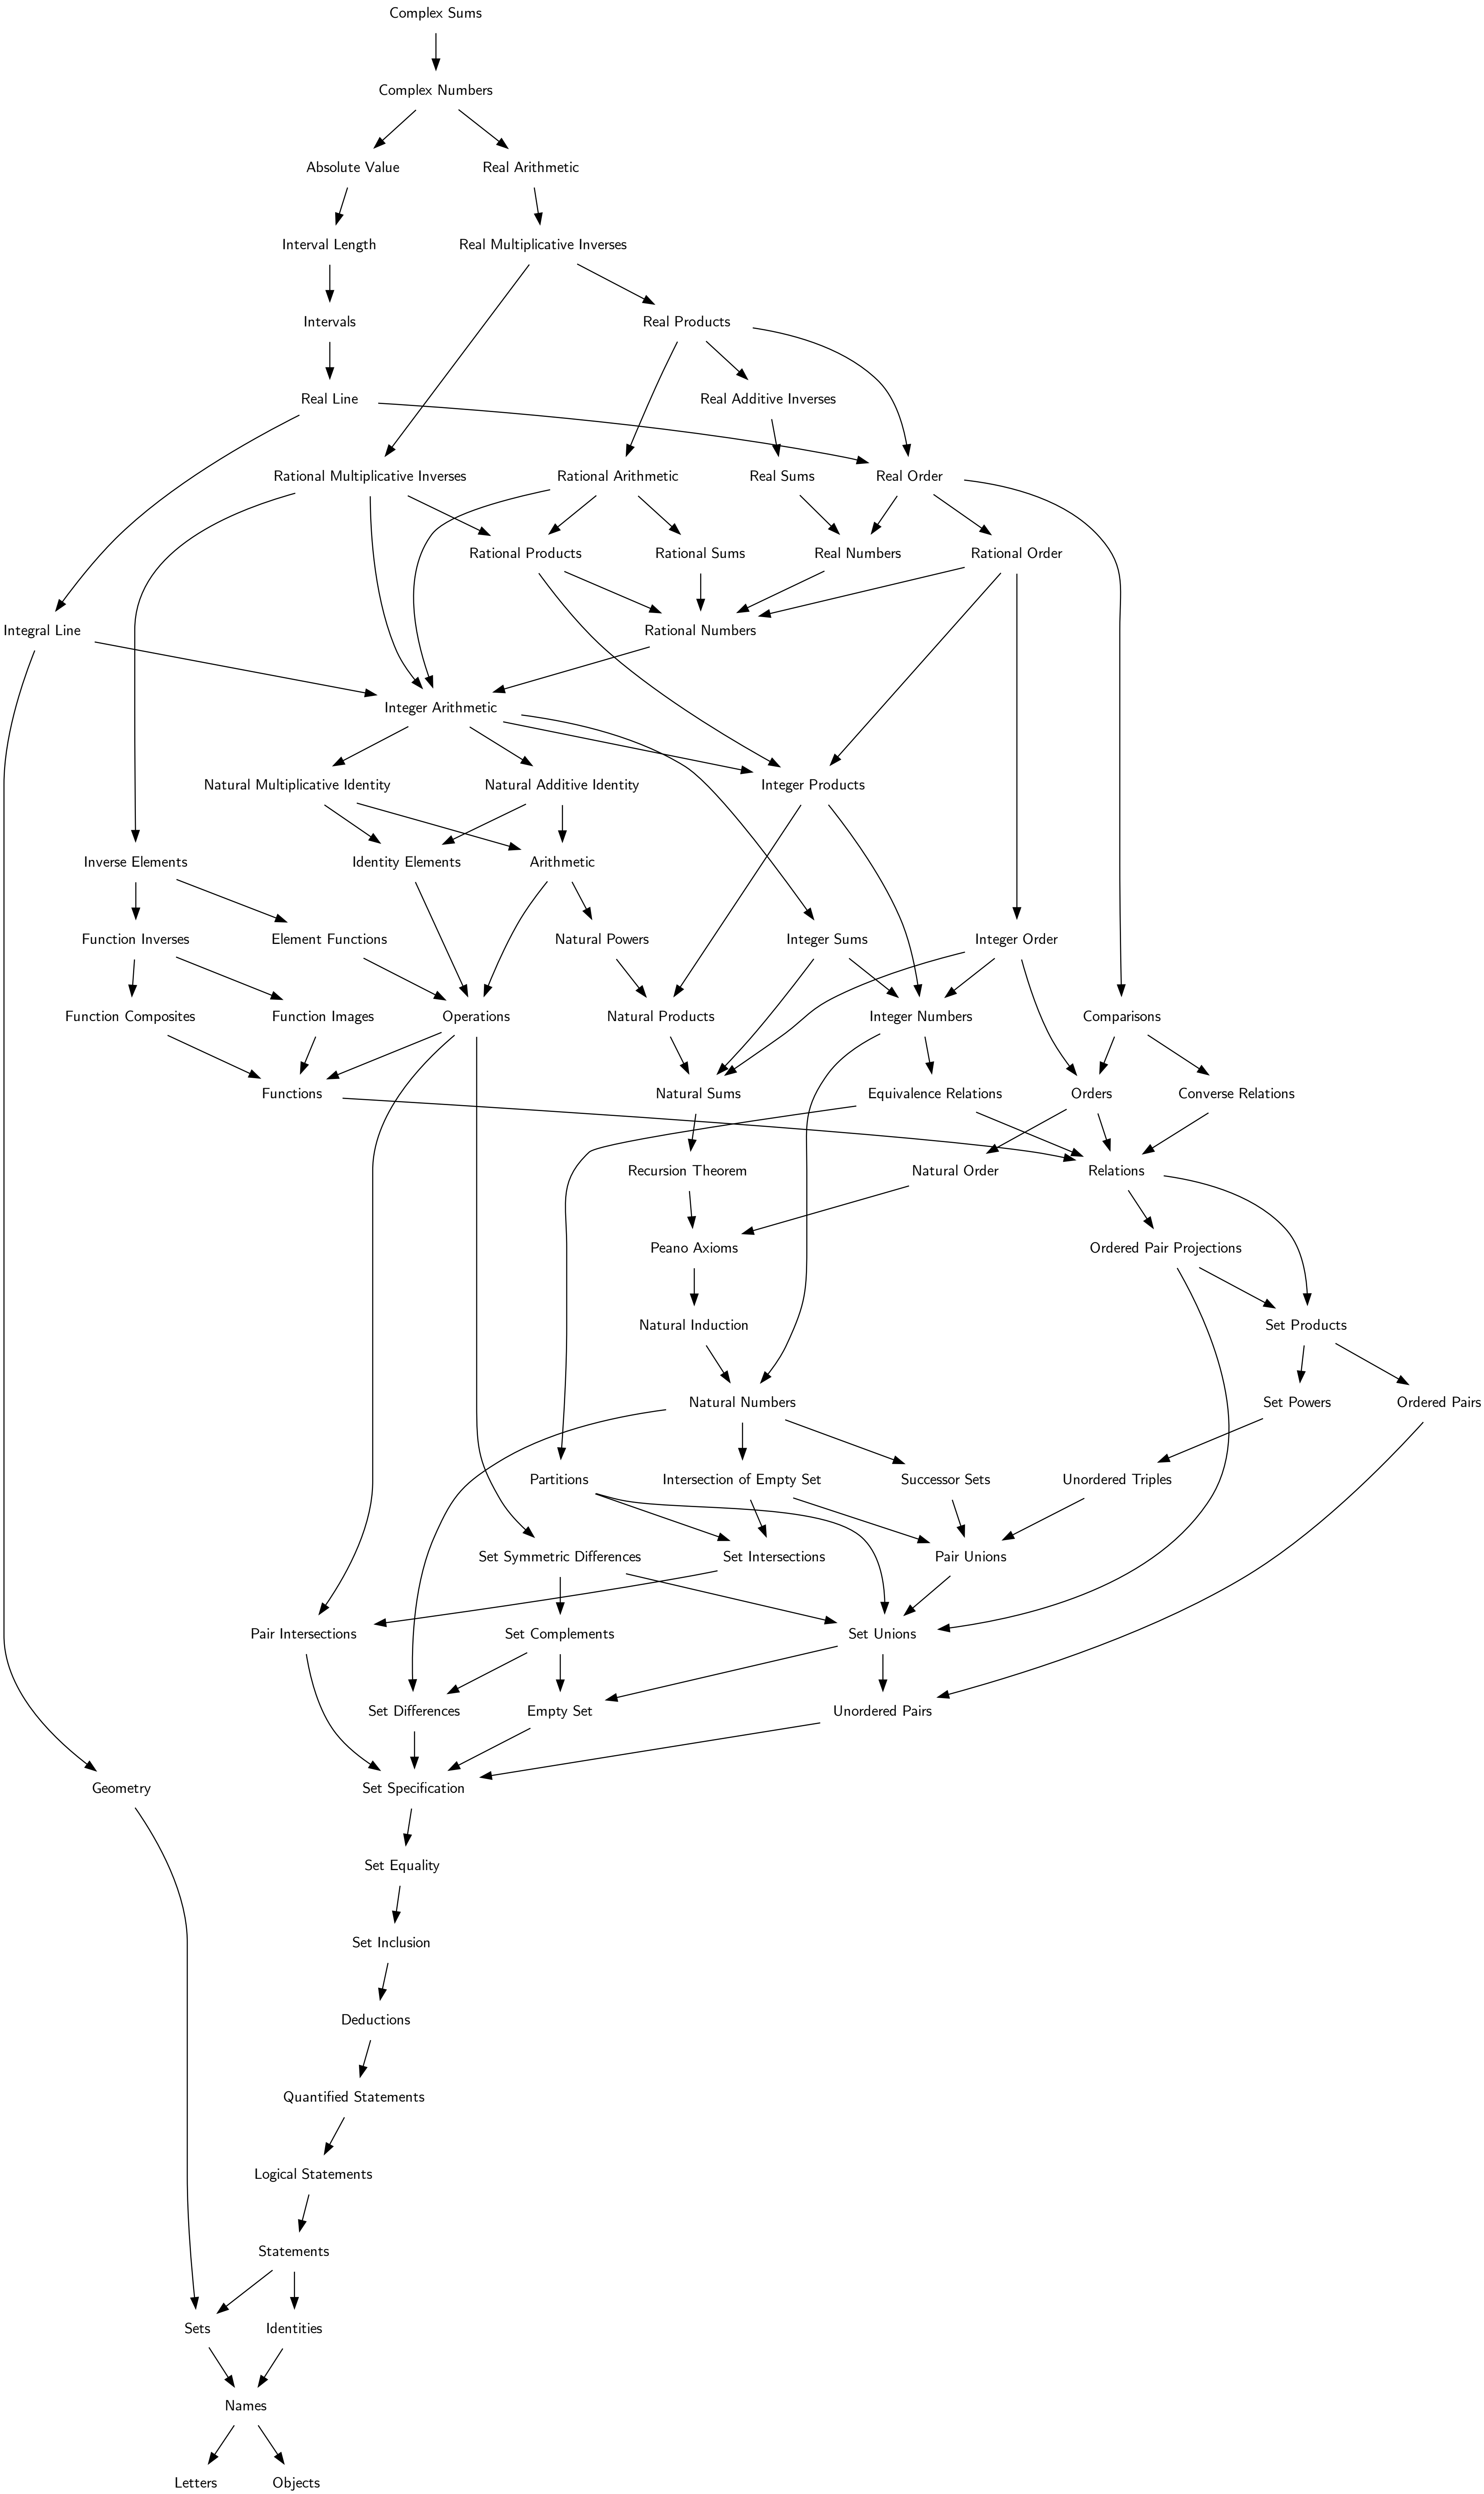 Complex Sums
Complex Numbers
Absolute Value
Real Arithmetic
Interval Length
Real Multiplicative Inverses
Intervals
Real Products
Real Line
Real Additive Inverses
Rational Multiplicative Inverses
Rational Arithmetic
Real Sums
Real Order
Rational Products
Rational Sums
Real Numbers
Rational Order
Integral Line
Rational Numbers
Integer Arithmetic
Natural Multiplicative Identity
Natural Additive Identity
Integer Products
Inverse Elements
Identity Elements
Arithmetic
Function Inverses
Element Functions
Natural Powers
Integer Sums
Integer Order
Function Composites
Function Images
Operations
Natural Products
Integer Numbers
Comparisons
Functions
Natural Sums
Equivalence Relations
Orders
Converse Relations
Recursion Theorem
Natural Order
Relations
Peano Axioms
Ordered Pair Projections
Natural Induction
Set Products
Natural Numbers
Set Powers
Ordered Pairs
Partitions
Intersection of Empty Set
Successor Sets
Unordered Triples
Set Symmetric Differences
Set Intersections
Pair Unions
Pair Intersections
Set Complements
Set Unions
Set Differences
Empty Set
Unordered Pairs
Geometry
Set Specification
Set Equality
Set Inclusion
Deductions
Quantified Statements
Logical Statements
Statements
Sets
Identities
Names
Letters
Objects